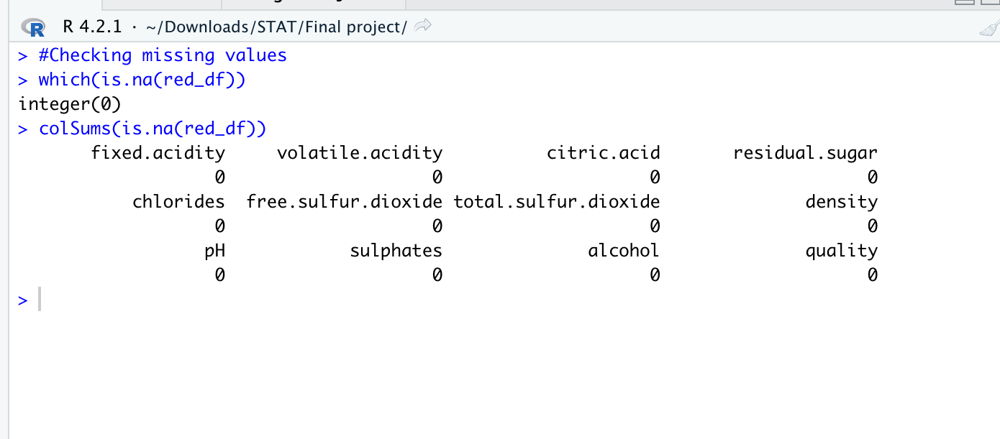 R 4.2.1 · ~/Downloads/STAT/Final project/
> #Checking missing values
> which(is.na(red_df))
integer(0)
> colSums(is.na(red_df))
fixed.acidity volatile.acidity citric.acid residual.sugar
0 0 0 0
chlorides free.sulfur.dioxide total.sulfur.dioxide density
0 0 0 0
pH sulphates alcohol quality
0 0 0 0
>